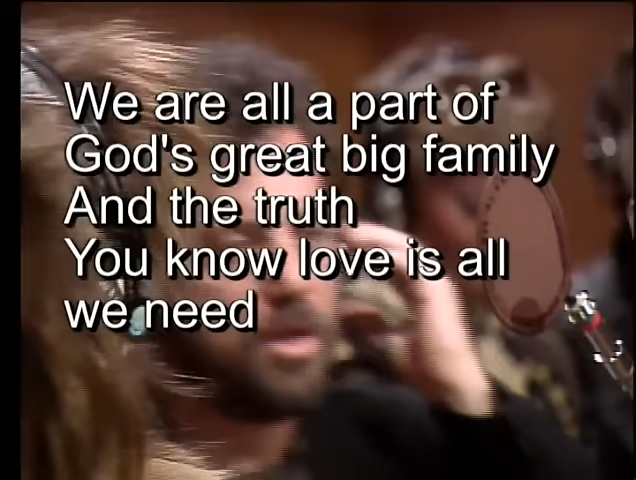 We are all a part of
God's great big family
And the truth
You know love is all
we need